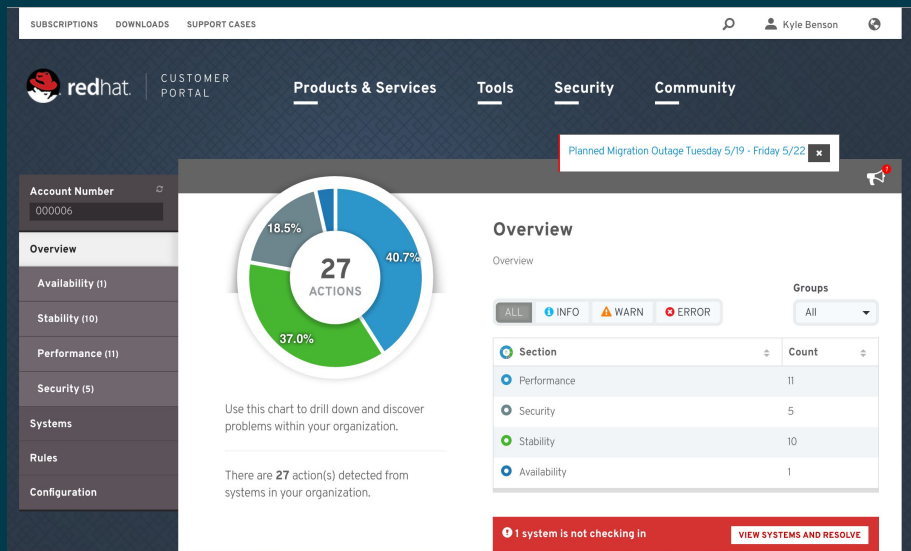 SUBSCRIPTIONS DOWNLOADS SUPPORT CASES Kyle Benson
redhat. CUSTOMER PORTAL Products & Services Tools Security Community
Planned Migration Outage Tuesday 5/19 - Friday 5/22 x
7
Account Number
000006
Overview
Availability (1)
Stability (10)
Performance (11)
Security (5)
Systems
Rules
Configuration
18.5%
40.7%
37.0%
27
ACTIONS
Use this chart to drill down and discover
problems within your organization.
There are 27 action(s) detected from
systems in your organization.
Overview
Overview
Groups
ALL INFO WARN ERROR All
Section Count
Performance 11
Security 5
Stability 10
Availability 1
1 system is not checking in VIEW SYSTEMS AND RESOLVE